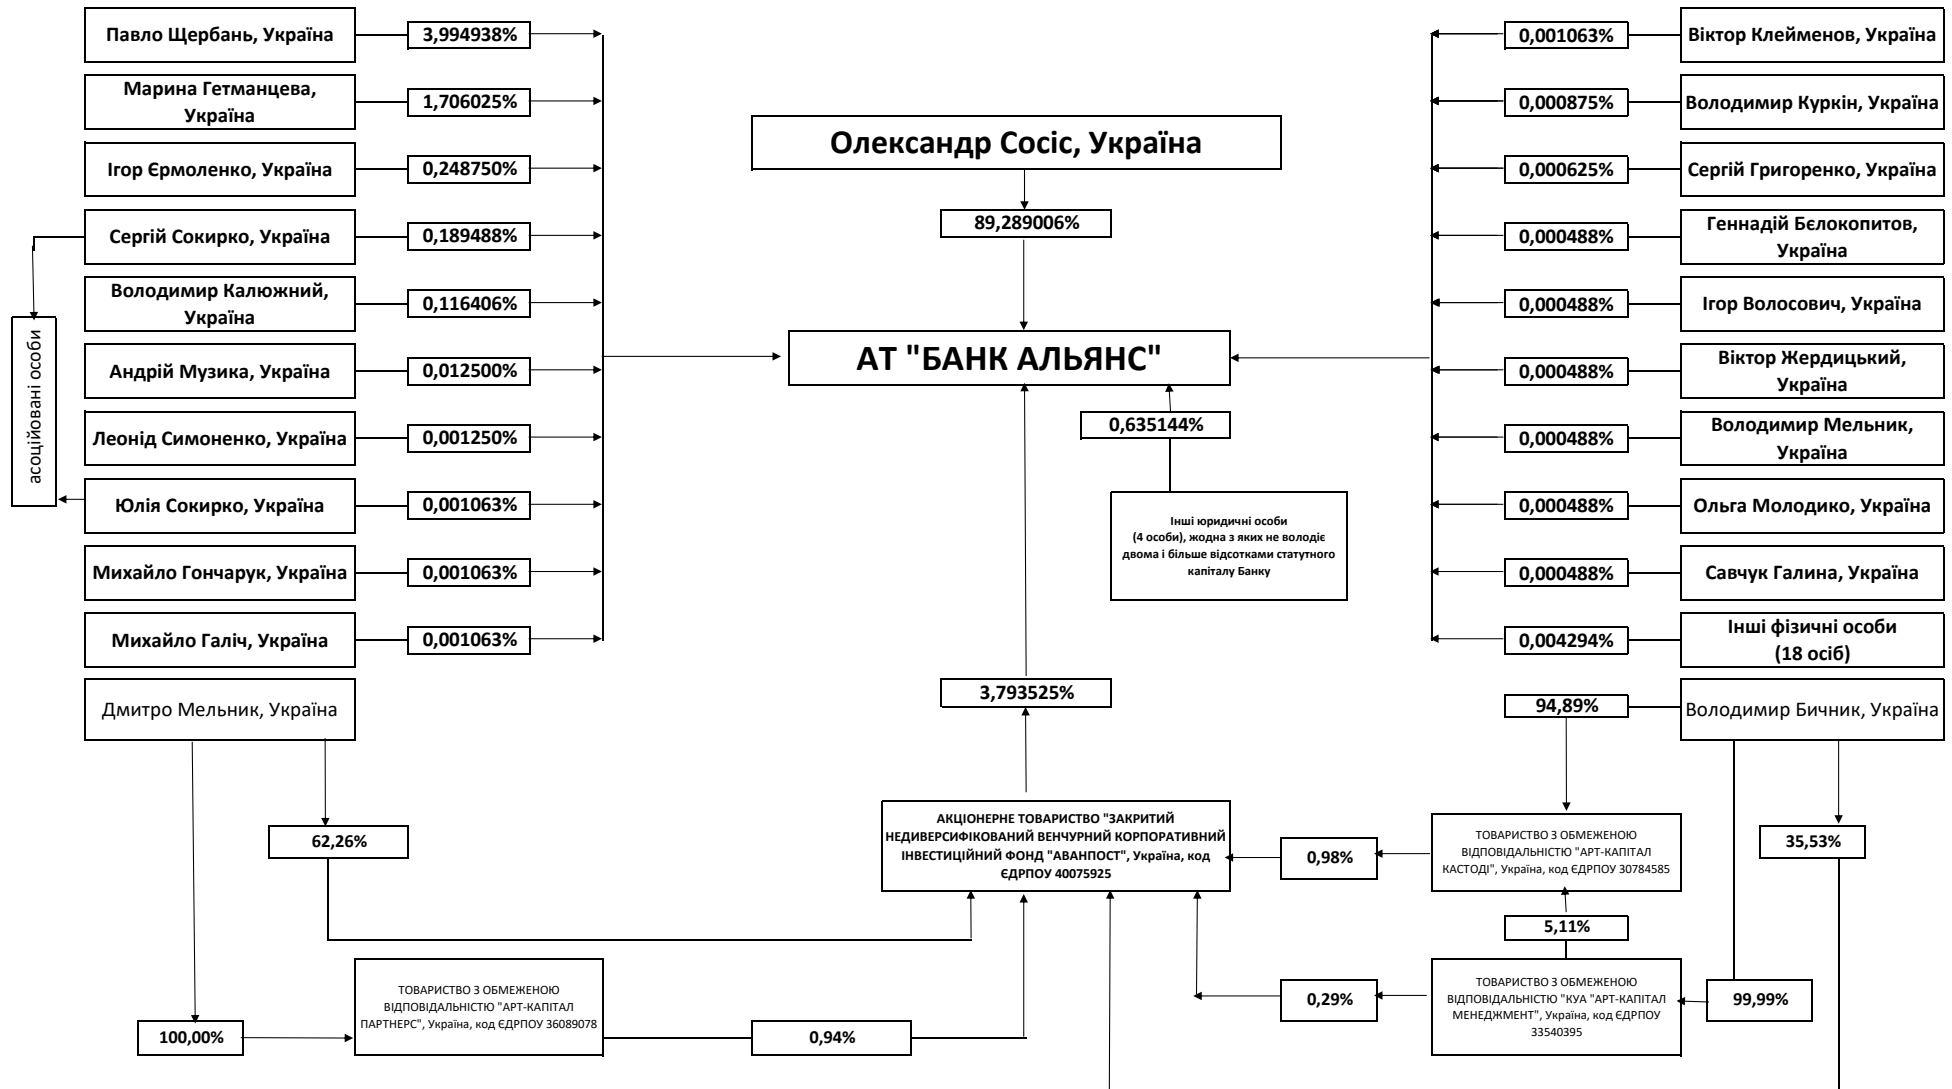 Павло Щербань, Україна
3,994938%
Марина Гетманцева,
Україна
1,706025%
Ігор Єрмоленко, Україна
0,248750%
Сергій Сокирко, Україна
0,189488%
Володимир Калюжний,
Україна
0,116406%
Андрій Музика, Україна
0,012500%
Леонід Симоненко, Україна
0,001250%
Юлія Сокирко, Україна
0,001063%
Михайло Гончарук, Україна
0,001063%
Михайло Галіч, Україна
0,001063%
асоційовані особи
Олександр Сосіс, Україна
89,289006%
АТ "БАНК АЛЬЯНС"
0,635144%
Інші юридичні особи
(4 особи), жодна з яких не володіє
двома і більше відсотками статутного
капіталу Банку
0,001063%
Віктор Клейменов, Україна
0,000875%
Володимир Куркін, Україна
0,000625%
Сергій Григоренко, Україна
0,000488%
Геннадій Бєлокопитов,
Україна
0,000488%
Ігор Волосович, Україна
0,000488%
Віктор Жердицький,
Україна
0,000488%
Володимир Мельник,
Україна
0,000488%
Ольга Молодико, Україна
0,000488%
Савчук Галина, Україна
0,004294%
Інші фізичні особи
(18 осіб)
Дмитро Мельник, Україна
3,793525%
94,89%
Володимир Бичник, Україна
62,26%
АКЦІОНЕРНЕ ТОВАРИСТВО "ЗАКРИТИЙ
НЕДИВЕРСИФІКОВАНИЙ ВЕНЧУРНИЙ КОРПОРАТИВНИЙ
ІНВЕСТИЦІЙНИЙ ФОНД "АВАНПОСТ", Україна, код
ЄДРПОУ 40075925
0,98%
ТОВАРИСТВО З ОБМЕЖЕНОЮ
ВІДПОВІДАЛЬНІСТЮ "АРТ-КАПІТАЛ
КАСТОДІ", Україна, код ЄДРПОУ 30784585
35,53%
5,11%
ТОВАРИСТВО З ОБМЕЖЕНОЮ
ВІДПОВІДАЛЬНІСТЮ "АРТ-КАПІТАЛ
ПАРТНЕРС", Україна, код ЄДРПОУ 36089078
0,29%
ТОВАРИСТВО З ОБМЕЖЕНОЮ
ВІДПОВІДАЛЬНІСТЮ "КУА "АРТ-КАПІТАЛ
МЕНЕДЖМЕНТ", Україна, код ЄДРПОУ
33540395
99,99%
100,00%
0,94%